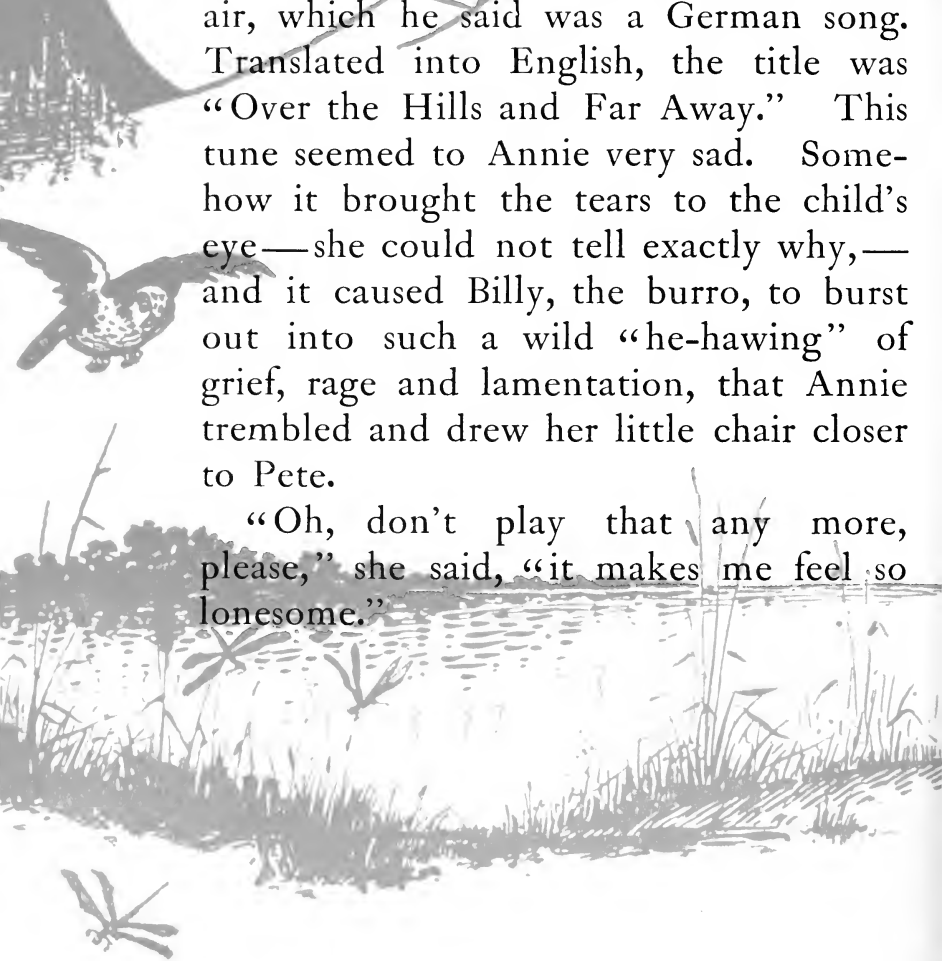 air, which he said was a German song.
Translated into English, the title was
“Over the Hills and Far Away.” This
tune seemed to Annie very sad. Some-
how it brought the tears to the child's
eye—she could not tell exactly why,—
and it caused Billy, the burro, to burst
out into such a wild “he-hawing” of
grief, rage and lamentation, that Annie
trembled and drew her little chair closer
to Pete.
“Oh, don't play that any more,
please,” she said, “it makes me feel so
lonesome.”